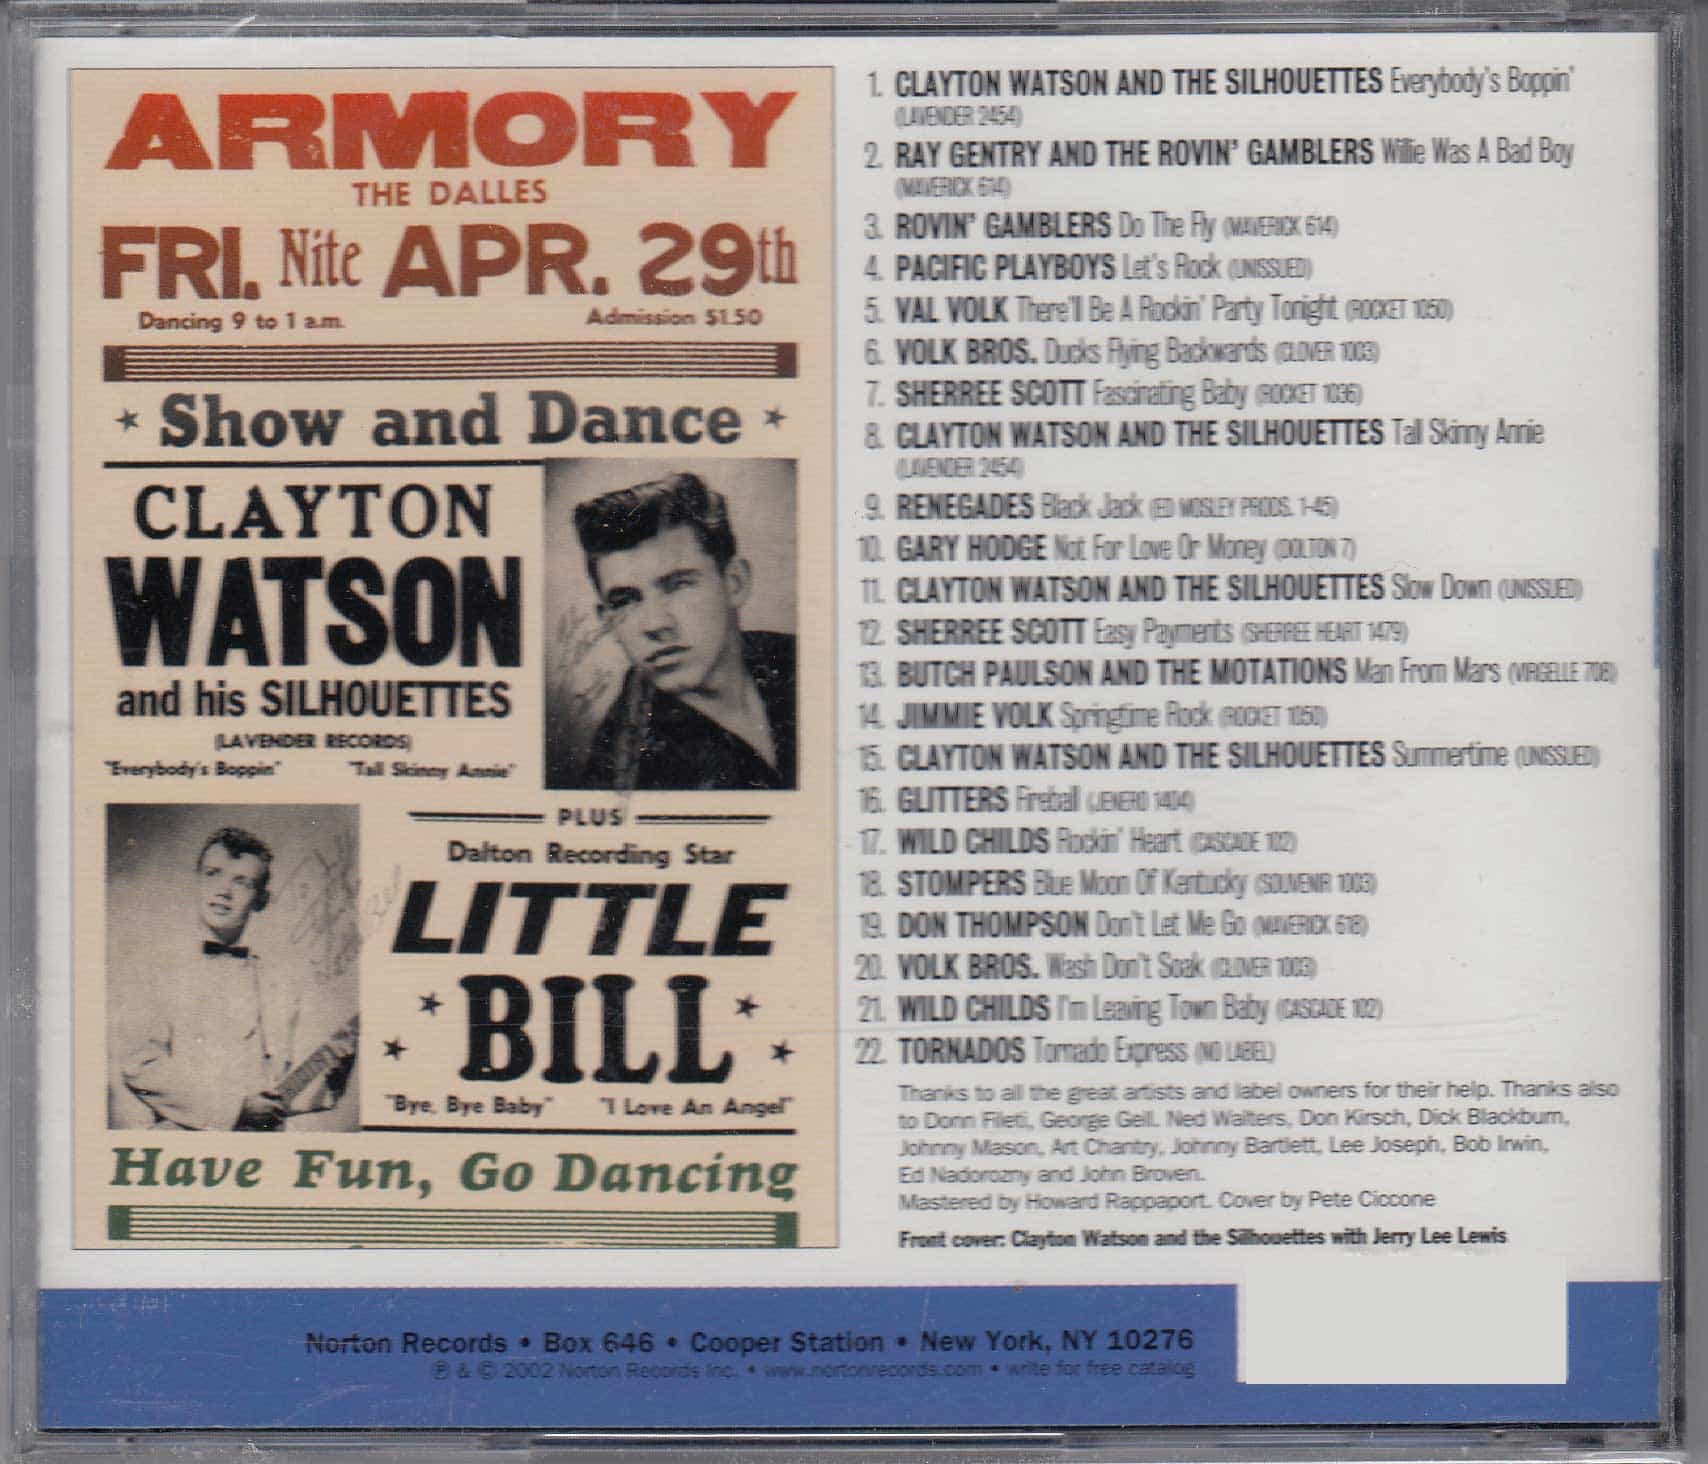 ARMORY
THE DALLES
FRI. Nite APR. 29th
Dancing 9 to 1 a.m. Admission $1.50
Show and Dance
CLAYTON
WATSON
and his SILHOUETTES
(LAVENDER RECORDS)
"Everybody's Boppin" "Tall Skinny Annie"
PLUS
Dalton Recording Star
LITTLE
BILL
"Bye, Bye Baby" "I Love An Angel"
Have Fun, Go Dancing
1. CLAYTON WATSON AND THE SILHOUETTES Everybody's Boppin'
(LAVENDER 2454)
2. RAY GENTRY AND THE ROVIN' GAMBLERS Willie Was A Bad Boy
(MAVERICK 614)
3. ROVIN' GAMBLERS Do The Fly (MAVERICK 614)
4. PACIFIC PLAYBOYS Let's Rock (UNISSUED)
5. VAL VOLK There'll Be A Rockin' Party Tonight (ROCKET 1050)
6. VOLK BROS. Ducks Flying Backwards (CLOVER 1003)
7. SHERREE SCOTT Fascinating Baby (ROCKET 1036)
8. CLAYTON WATSON AND THE SILHOUETTES Tall Skinny Annie
(LAVENDER 2454)
9. RENEGADES Black Jack (ED MOSLEY PRODS. 1-45)
10. GARY HODGE Not For Love Or Money (DOLTON 7)
11. CLAYTON WATSON AND THE SILHOUETTES Slow Down (UNISSUED)
12. SHERREE SCOTT Easy Payments (SHERREE HEART 1479)
13. BUTCH PAULSON AND THE MOTATIONS Man From Mars (VIRGELLE 708)
14. JIMMIE VOLK Springtime Rock (ROCKET 1050)
15. CLAYTON WATSON AND THE SILHOUETTES Summertime (UNISSUED)
16. GLITTERS Fireball (JENERO 1404)
17. WILD CHILDS Rockin' Heart (CASCADE 102)
18. STOMPERS Blue Moon Of Kentucky (SOUVENIR 1003)
19. DON THOMPSON Don't Let Me Go (MAVERICK 618)
20. VOLK BROS. Wash Don't Soak (CLOVER 1003)
21. WILD CHILDS I'm Leaving Town Baby (CASCADE 102)
22. TORNADOS Tornado Express (NO LABEL)
Thanks to all the great artists and label owners for their help. Thanks also
to Donn Fileti, George Gell, Ned Walters, Don Kirsch, Dick Blackburn,
Johnny Mason, Art Chantry, Johnny Bartlett, Lee Joseph, Bob Irwin,
Ed Nadorozny and John Broven.
Mastered by Howard Rappaport. Cover by Pete Ciccone
Front cover: Clayton Watson and the Silhouettes with Jerry Lee Lewis
Norton Records • Box 646 • Cooper Station • New York, NY 10276
℗ & © 2002 Norton Records Inc. • www.nortonrecords.com • write for free catalog